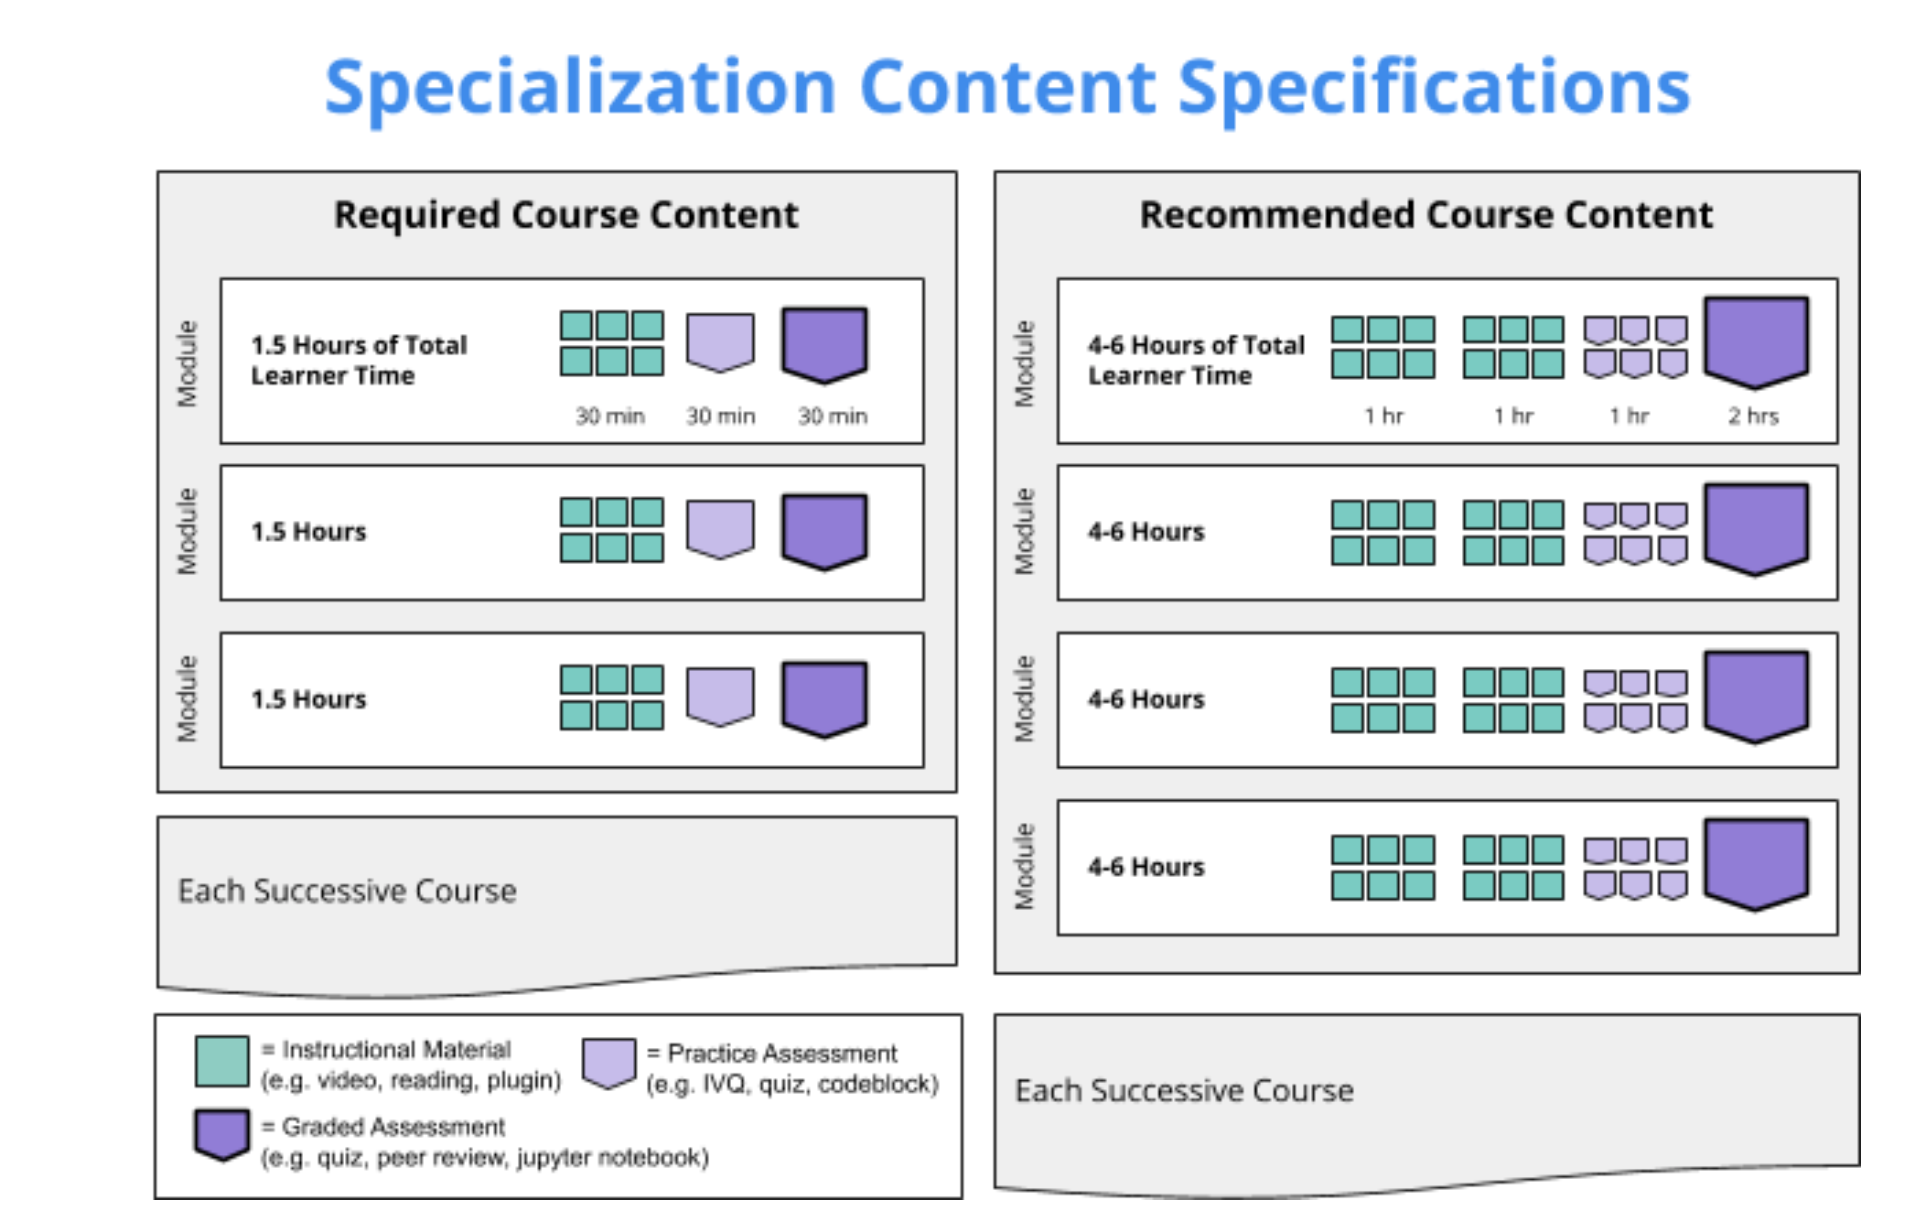 Specialization Content Specifications
Required Course Content
Module
1.5 Hours of Total
Learner Time
30 min
30 min
30 min
Module
1.5 Hours
Module
1.5 Hours
Each Successive Course
= Instructional Material
(e.g. video, reading, plugin)
= Practice Assessment
(e.g. IVQ, quiz, codeblock)
= Graded Assessment
(e.g. quiz, peer review, jupyter notebook)
Recommended Course Content
Module
4-6 Hours of Total
Learner Time
1 hr
1 hr
1 hr
2 hrs
Module
4-6 Hours
Module
4-6 Hours
Module
4-6 Hours
Each Successive Course